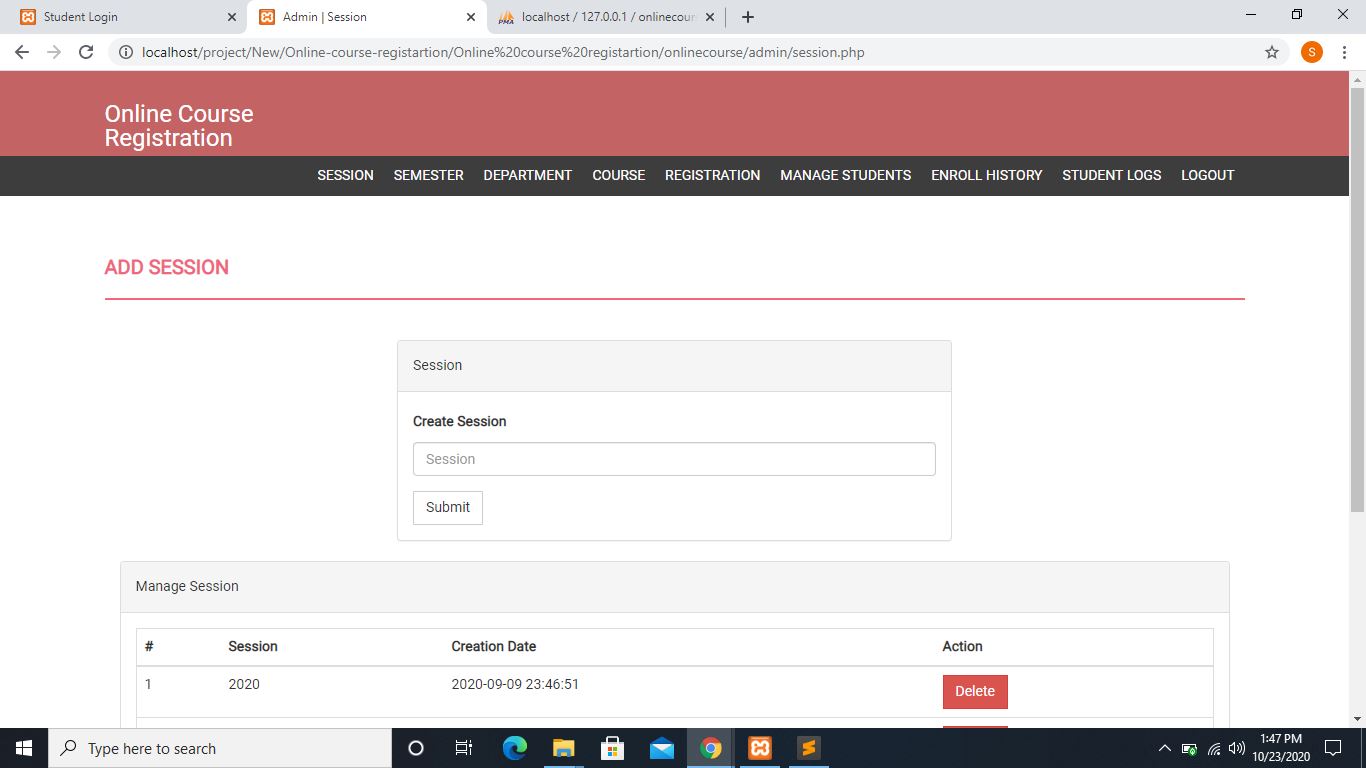 Student Login
Admin | Session
localhost / 127.0.0.1 / onlinecour
localhost/project/New/Online-course-registartion/Online%20course%20registartion/onlinecourse/admin/session.php
S
Online Course
Registration
SESSION SEMESTER DEPARTMENT COURSE REGISTRATION MANAGE STUDENTS ENROLL HISTORY STUDENT LOGS LOGOUT
ADD SESSION
Session
Create Session
Session
Submit
Manage Session
# Session Creation Date Action
1 2020 2020-09-09 23:46:51 Delete
Type here to search
1:47 PM
10/23/2020